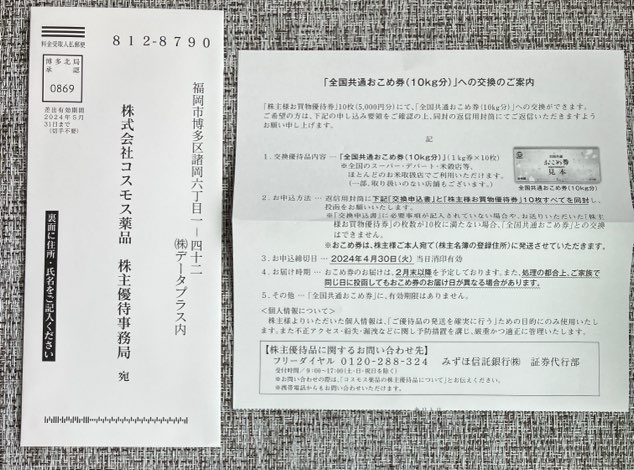 料金受取人払郵便
博多北局
承認
0869
差出有効期間
2024年5月
31日まで
(切手不要)
812-8790
福岡市博多区諸岡六丁目二―四十二
㈱データプラス内
株式会社コスモス薬品 株主優待事務局 宛
裏面に住所・氏名をご記入ください
「全国共通おこめ券(10kg分)」への交換のご案内
「株主様お買物優待券」10枚(5,000円分)にて、「全国共通おこめ券(10kg分)」への交換ができます。
ご希望の方は、下記の申し込み要領をご確認の上、同封の返信用封筒にてご返信いただきますよう
お願い申し上げます。
記
1.交換優待品内容…「全国共通おこめ券(10kg分)」(1kg券×10枚)
※全国のスーパー・デパート・米穀店等、
ほとんどのお米取扱店でご利用いただけます。
(一部、取り扱いのない店舗もございます。)
全国共通
おこめ券
見本
全国共通おこめ券(10kg分)
2.お申込方法…返信用封筒に下記「交換申込書」と「株主様お買物優待券」10枚すべてを同封し、
投函をお願いいたします。
※「交換申込書」に必要事項が記入されていない場合や、お送りいただいた「株主
様お買物優待券」の枚数が10枚に満たない場合、「全国共通おこめ券」との交換
はできません。
※おこめ券は、株主様ご本人宛て(株主名簿の登録住所)に発送させていただきます。
3.お申込締切日…2024年4月30日(火)当日消印有効
4.お届け時期…おこめ券のお届けは、2月末以降を予定しております。また、処理の都合上、ご家族で
同じ日に投函してもおこめ券のお届け日が異なる場合があります。
5.その他…「全国共通おこめ券」に、有効期限はありません。
<個人情報について>
株主様よりいただいた個人情報は、「ご優待品の発送を確実に行う」ための目的にのみ使用いたしま
す。また不正アクセス・紛失・漏洩などに関し予防措置を講じ、厳重かつ適正に管理いたします。
【株主優待品に関するお問い合わせ先】
フリーダイヤル 0120-288-324 みずほ信託銀行㈱ 証券代行部
受付時間/9:00~17:00(土・日・祝日を除く)
※お問い合わせの際は、「コスモス薬品の株主優待品について」とお伝えください。
※携帯電話からもお問い合わせいただけます。